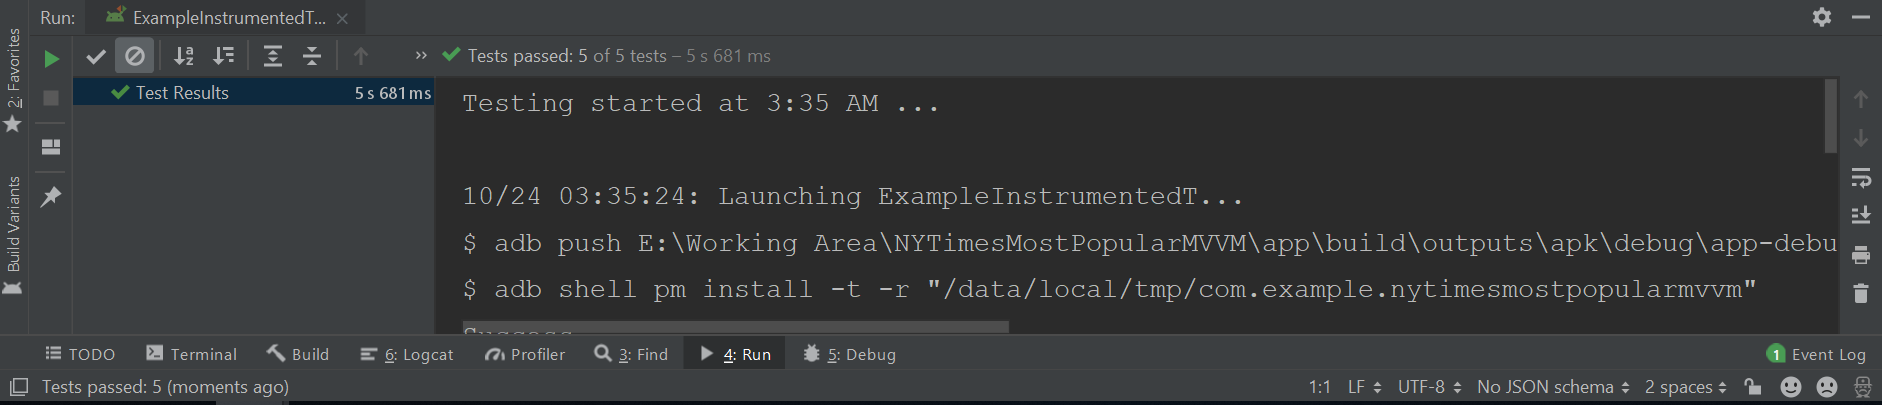 Run: ExampleInstrumentedT...
Tests passed: 5 of 5 tests – 5 s 681 ms
Test Results 5 s 681 ms
Testing started at 3:35 AM ...
10/24 03:35:24: Launching ExampleInstrumentedT...
$ adb push E:\Working Area\NYTimesMostPopularMVVM\app\build\outputs\apk\debug\app-debu
$ adb shell pm install -t -r "/data/local/tmp/com.example.nytimesmostpopularmvvm"
Success
2: Favorites
Build Variants
TODO Terminal Build 6: Logcat Profiler 3: Find 4: Run 5: Debug 1 Event Log
Tests passed: 5 (moments ago) 1:1 LF UTF-8 No JSON schema 2 spaces